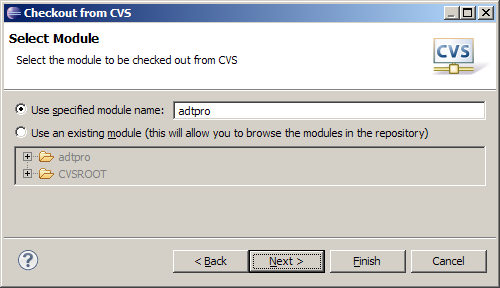 Checkout from CVS
Select Module
Select the module to be checked out from CVS
CVS
Use specified module name: adtpro
Use an existing module (this will allow you to browse the modules in the repository)
adtpro
CVSROOT
? < Back Next > Finish Cancel